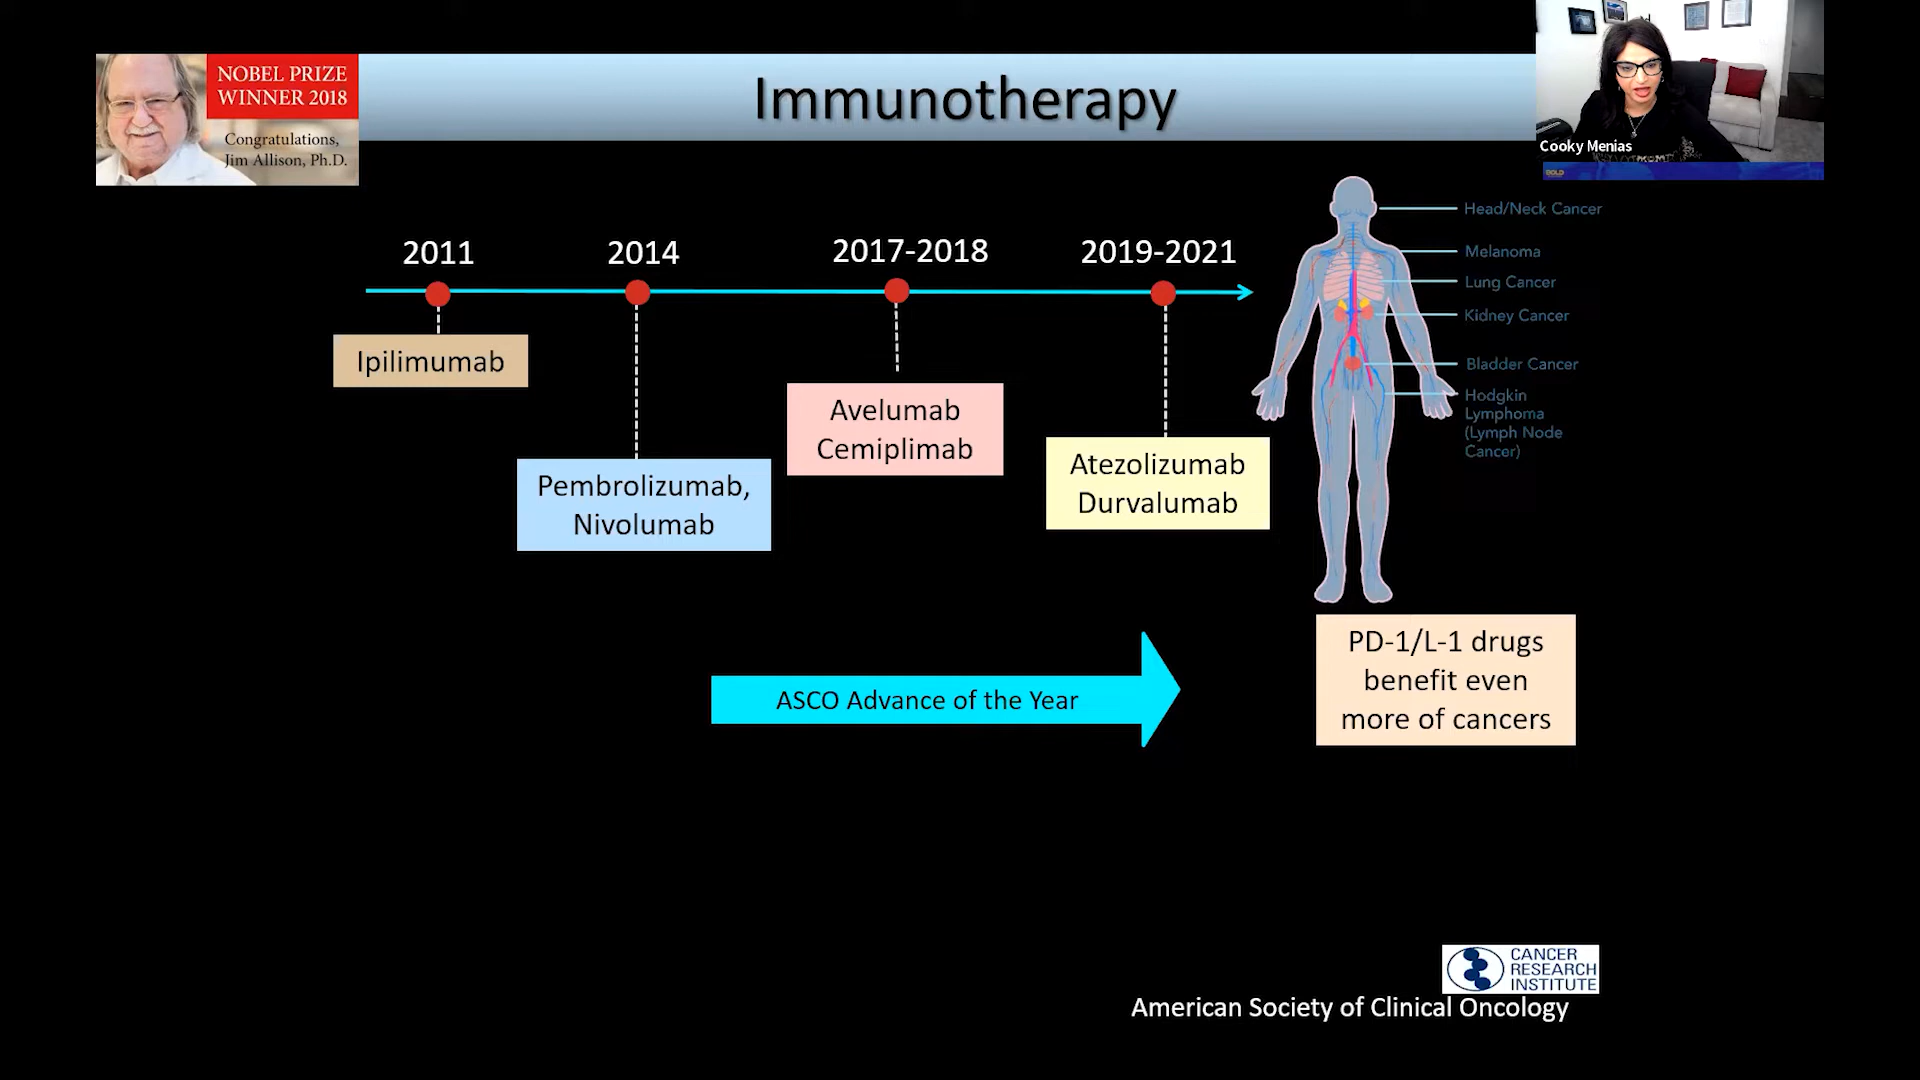 NOBEL PRIZE
WINNER 2018
Congratulations,
Jim Allison, Ph.D.
Immunotherapy
Cooky Menias
2011
2014
2017-2018
2019-2021
Ipilimumab
Pembrolizumab,
Nivolumab
Avelumab
Cemiplimab
Atezolizumab
Durvalumab
Head/Neck Cancer
Melanoma
Lung Cancer
Kidney Cancer
Bladder Cancer
Hodgkin
Lymphoma
(Lymph Node
Cancer)
ASCO Advance of the Year
PD-1/L-1 drugs
benefit even
more of cancers
CANCER
RESEARCH
INSTITUTE
American Society of Clinical Oncology